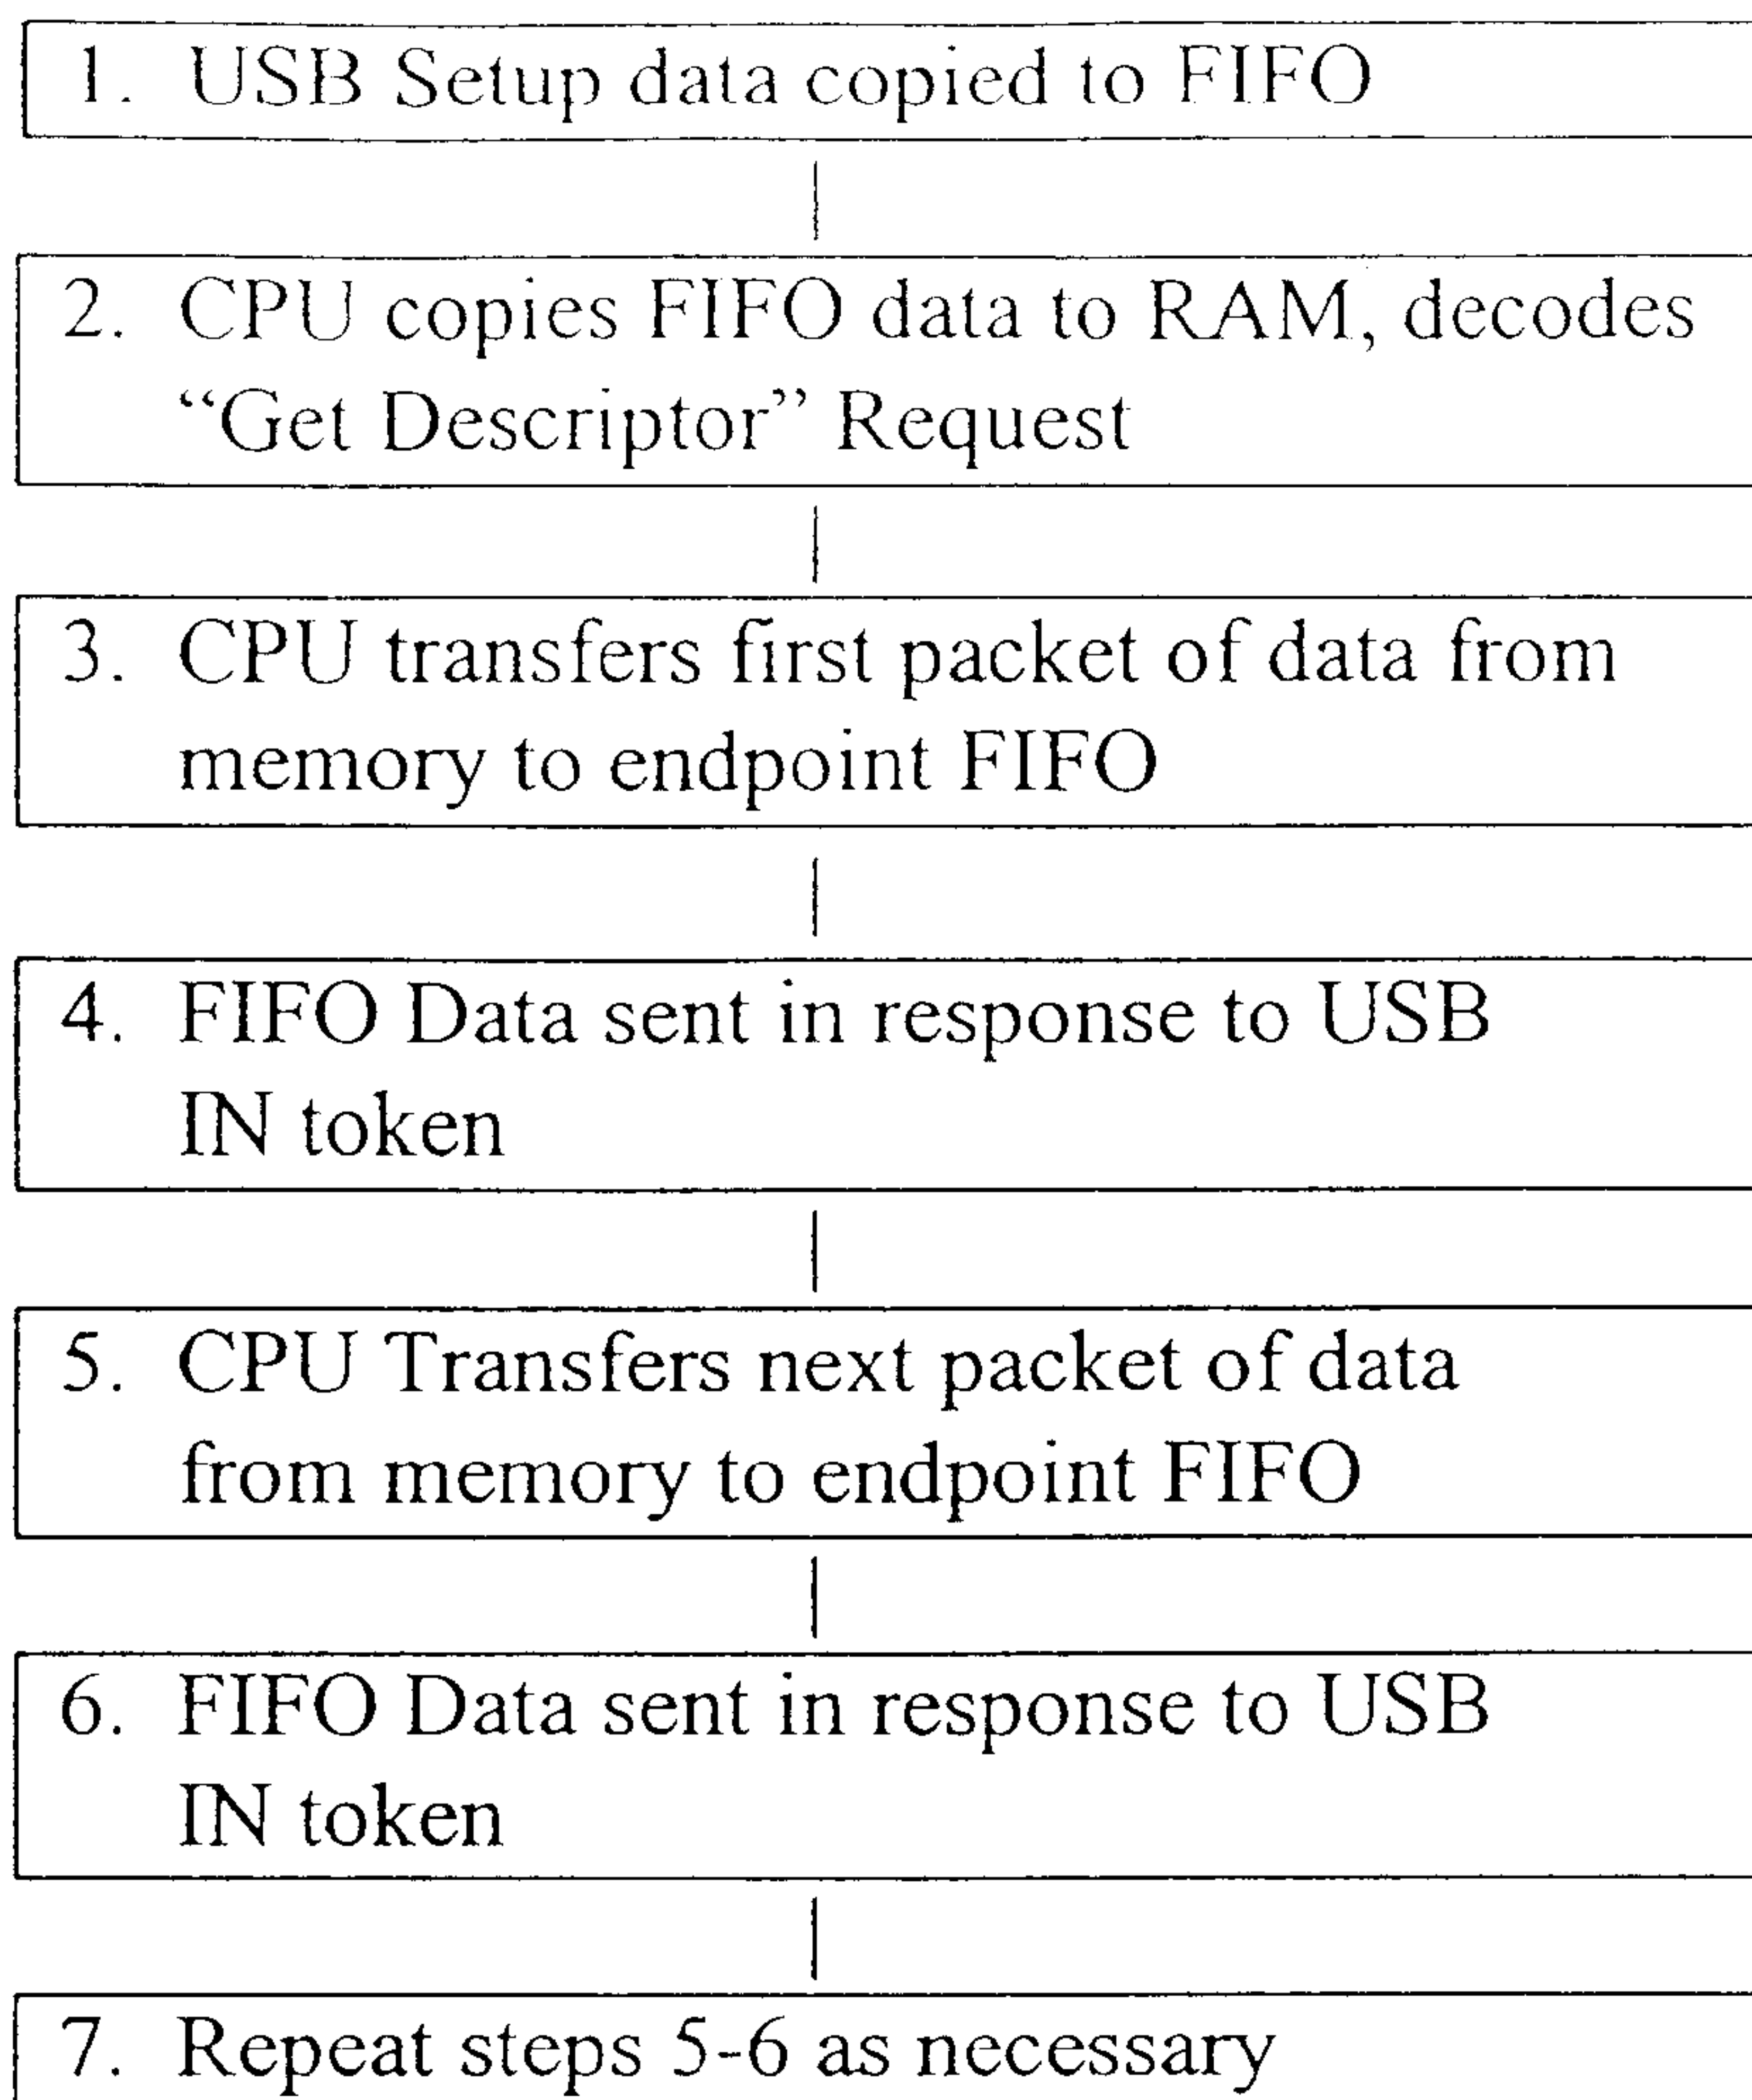 1. USB Setup data copied to FIFO
2. CPU copies FIFO data to RAM, decodes
“Get Descriptor” Request
3. CPU transfers first packet of data from
memory to endpoint FIFO
4. FIFO Data sent in response to USB
IN token
5. CPU Transfers next packet of data
from memory to endpoint FIFO
6. FIFO Data sent in response to USB
IN token
7. Repeat steps 5-6 as necessary